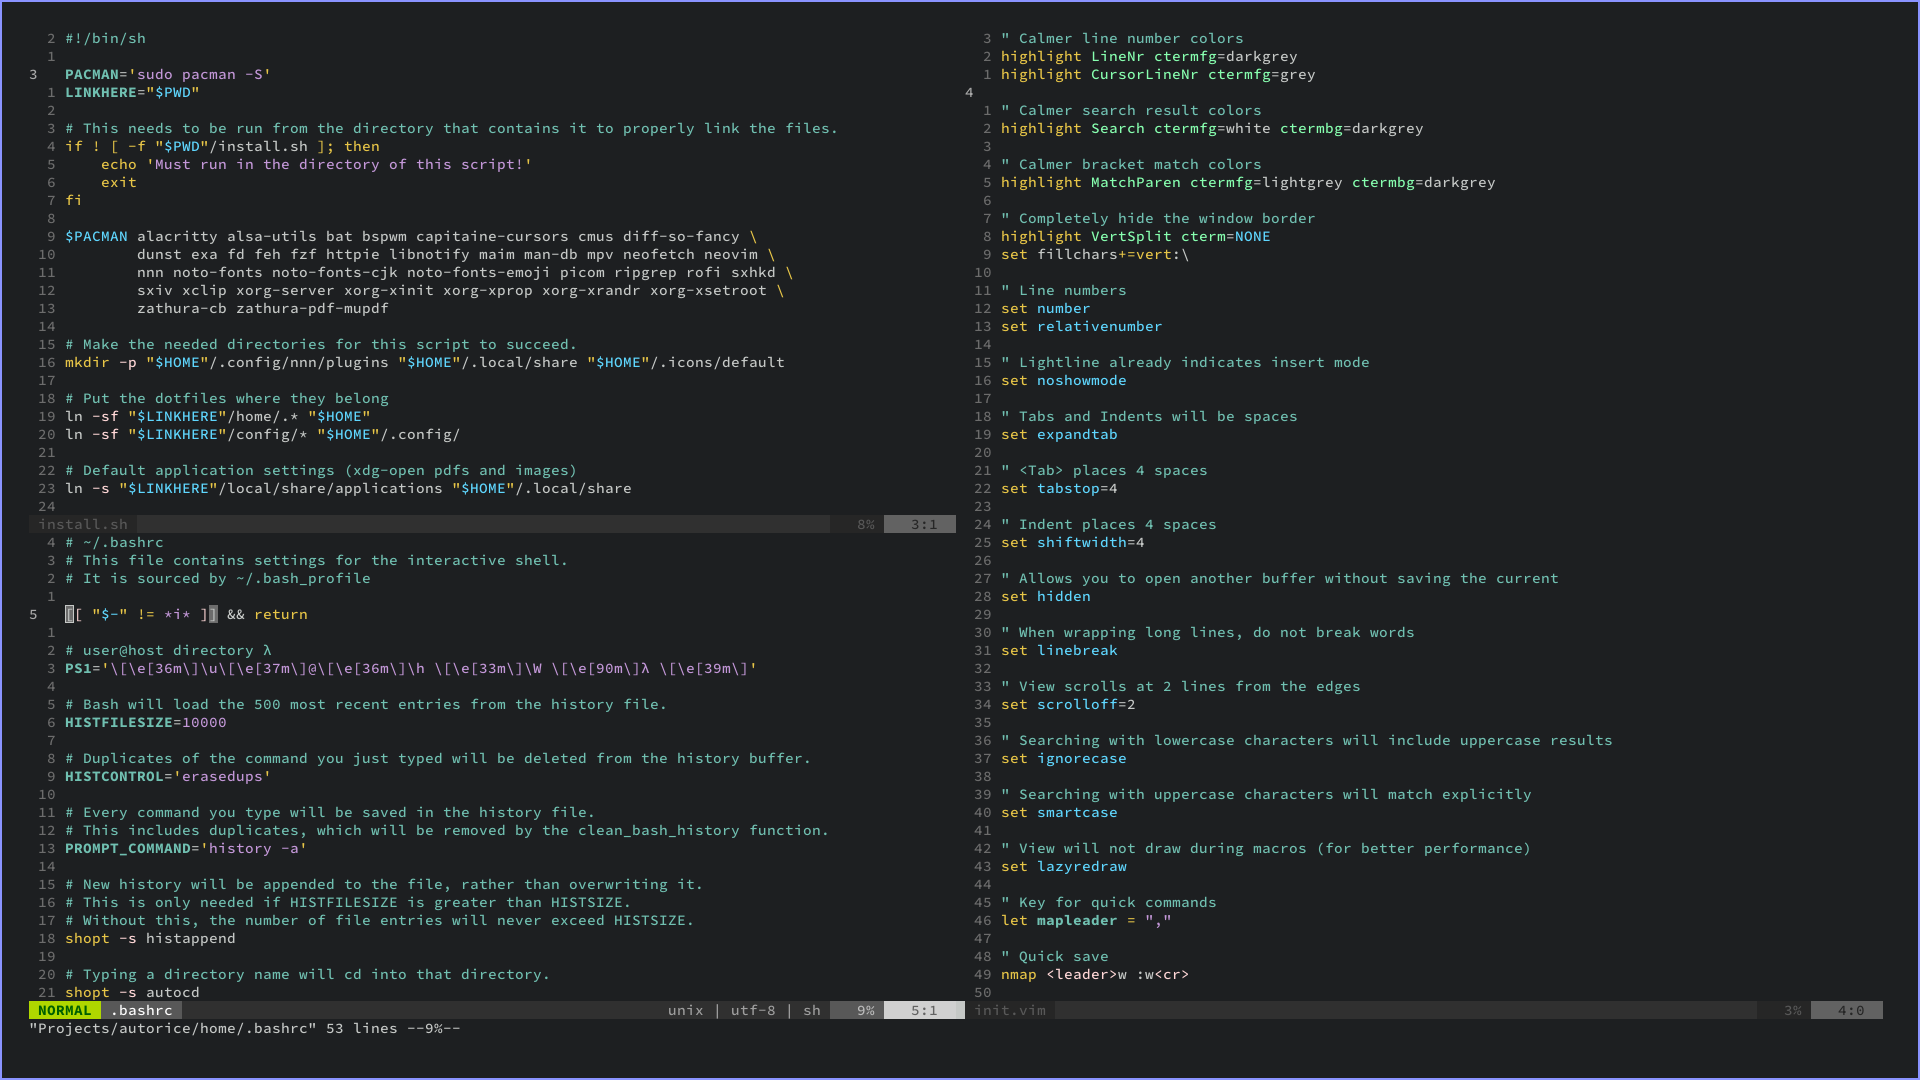 2 #!/bin/sh
1
3 PACMAN='sudo pacman -S'
1 LINKHERE="$PWD"
2
3 # This needs to be run from the directory that contains it to properly link the files.
4 if ! [ -f "$PWD"/install.sh ]; then
5     echo 'Must run in the directory of this script!'
6     exit
7 fi
8
9 $PACMAN alacritty alsa-utils bat bspwm capitaine-cursors cmus diff-so-fancy \
10         dunst exa fd feh fzf httpie libnotify maim man-db mpv neofetch neovim \
11         nnn noto-fonts noto-fonts-cjk noto-fonts-emoji picom ripgrep rofi sxhkd \
12         sxiv xclip xorg-server xorg-xinit xorg-xprop xorg-xrandr xorg-xsetroot \
13         zathura-cb zathura-pdf-mupdf
14
15 # Make the needed directories for this script to succeed.
16 mkdir -p "$HOME"/.config/nnn/plugins "$HOME"/.local/share "$HOME"/.icons/default
17
18 # Put the dotfiles where they belong
19 ln -sf "$LINKHERE"/home/.* "$HOME"
20 ln -sf "$LINKHERE"/config/* "$HOME"/.config/
21
22 # Default application settings (xdg-open pdfs and images)
23 ln -s "$LINKHERE"/local/share/applications "$HOME"/.local/share
24
install.sh 8% 3:1
4 # ~/.bashrc
3 # This file contains settings for the interactive shell.
2 # It is sourced by ~/.bash_profile
1
5 [[ "$-" != *i* ]] && return
1
2 # user@host directory λ
3 PS1='\[\e[36m\]\u\[\e[37m\]@\[\e[36m\]\h \[\e[33m\]\W \[\e[90m\]λ \[\e[39m\]'
4
5 # Bash will load the 500 most recent entries from the history file.
6 HISTFILESIZE=10000
7
8 # Duplicates of the command you just typed will be deleted from the history buffer.
9 HISTCONTROL='erasedups'
10
11 # Every command you type will be saved in the history file.
12 # This includes duplicates, which will be removed by the clean_bash_history function.
13 PROMPT_COMMAND='history -a'
14
15 # New history will be appended to the file, rather than overwriting it.
16 # This is only needed if HISTFILESIZE is greater than HISTSIZE.
17 # Without this, the number of file entries will never exceed HISTSIZE.
18 shopt -s histappend
19
20 # Typing a directory name will cd into that directory.
21 shopt -s autocd
NORMAL .bashrc unix | utf-8 | sh 9% 5:1
"Projects/autorice/home/.bashrc" 53 lines --9%--
3 " Calmer line number colors
2 highlight LineNr ctermfg=darkgrey
1 highlight CursorLineNr ctermfg=grey
4
1 " Calmer search result colors
2 highlight Search ctermfg=white ctermbg=darkgrey
3
4 " Calmer bracket match colors
5 highlight MatchParen ctermfg=lightgrey ctermbg=darkgrey
6
7 " Completely hide the window border
8 highlight VertSplit cterm=NONE
9 set fillchars+=vert:\
10
11 " Line numbers
12 set number
13 set relativenumber
14
15 " Lightline already indicates insert mode
16 set noshowmode
17
18 " Tabs and Indents will be spaces
19 set expandtab
20
21 " <Tab> places 4 spaces
22 set tabstop=4
23
24 " Indent places 4 spaces
25 set shiftwidth=4
26
27 " Allows you to open another buffer without saving the current
28 set hidden
29
30 " When wrapping long lines, do not break words
31 set linebreak
32
33 " View scrolls at 2 lines from the edges
34 set scrolloff=2
35
36 " Searching with lowercase characters will include uppercase results
37 set ignorecase
38
39 " Searching with uppercase characters will match explicitly
40 set smartcase
41
42 " View will not draw during macros (for better performance)
43 set lazyredraw
44
45 " Key for quick commands
46 let mapleader = ","
47
48 " Quick save
49 nmap <leader>w :w<cr>
50
init.vim 3% 4:0